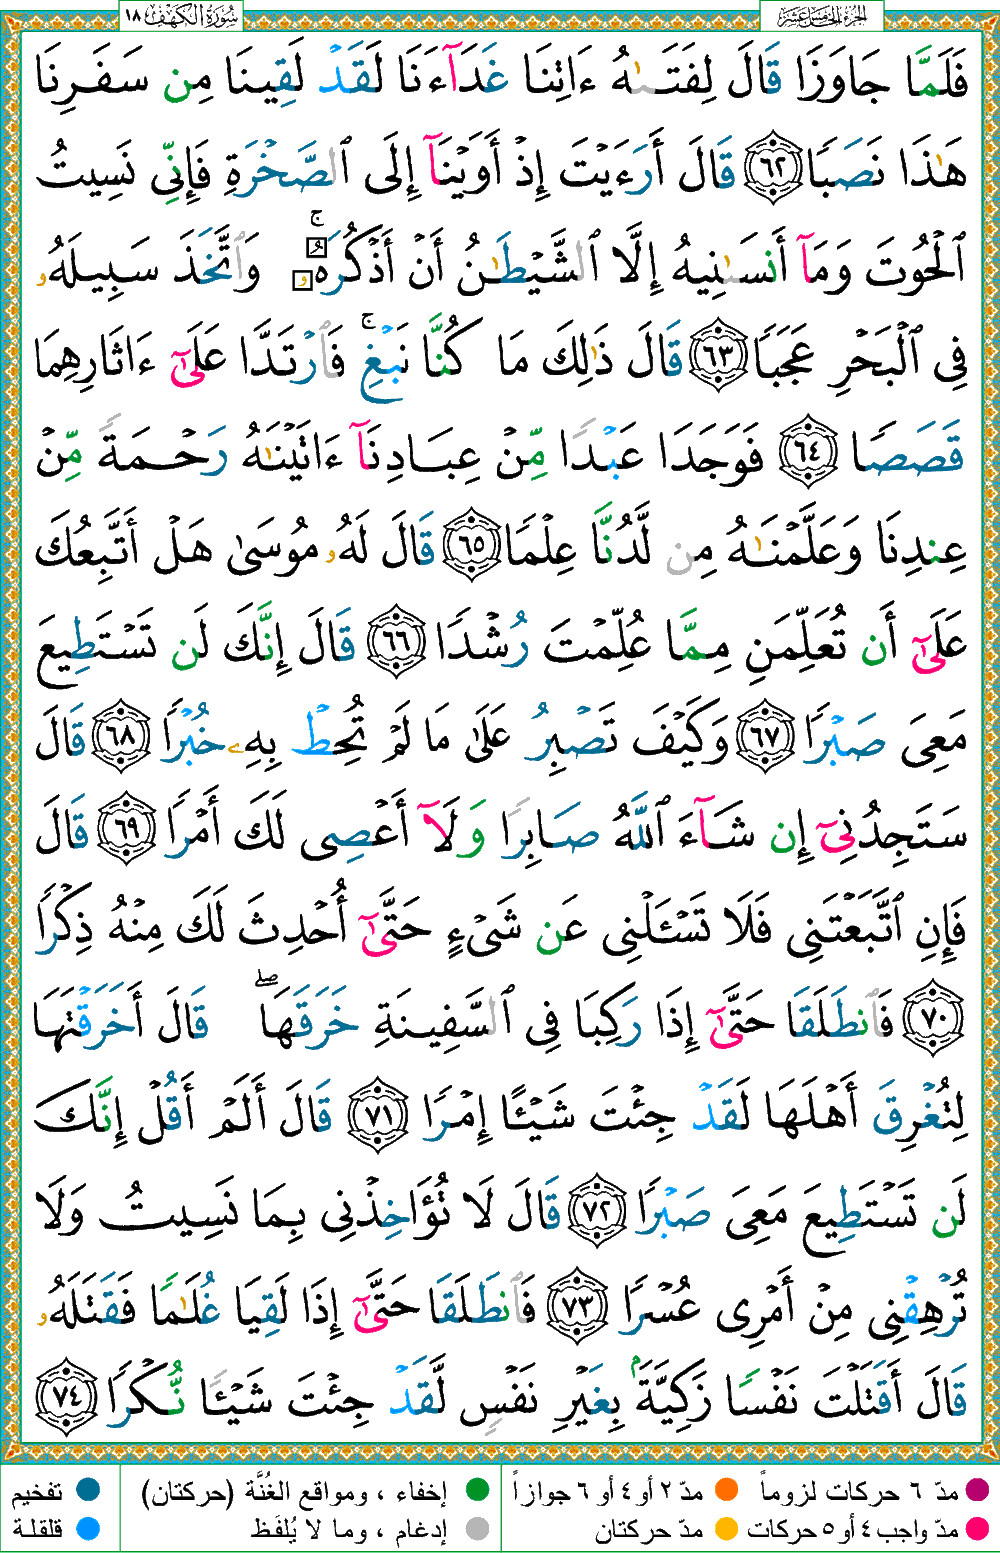 الجزء الخامس عشر
سورة الكهف ١٨
فَلَمَّا جَاوَزَا قَالَ لِفَتَىٰهُ ءَاتِنَا غَدَآءَنَا لَقَدْ لَقِينَا مِن سَفَرِنَا
هَٰذَا نَصَبًا ٦٢ قَالَ أَرَءَيْتَ إِذْ أَوَيْنَآ إِلَى ٱلصَّخْرَةِ فَإِنِّى نَسِيتُ
ٱلْحُوتَ وَمَآ أَنسَىٰنِيهُ إِلَّا ٱلشَّيْطَٰنُ أَنْ أَذْكُرَهُۥ ۚ وَٱتَّخَذَ سَبِيلَهُۥ
فِى ٱلْبَحْرِ عَجَبًا ٦٣ قَالَ ذَٰلِكَ مَا كُنَّا نَبْغِ ۚ فَٱرْتَدَّا عَلَىٰٓ ءَاثَارِهِمَا
قَصَصًا ٦٤ فَوَجَدَا عَبْدًا مِّنْ عِبَادِنَآ ءَاتَيْنَٰهُ رَحْمَةً مِّنْ
عِندِنَا وَعَلَّمْنَٰهُ مِن لَّدُنَّا عِلْمًا ٦٥ قَالَ لَهُۥ مُوسَىٰ هَلْ أَتَّبِعُكَ
عَلَىٰٓ أَن تُعَلِّمَنِ مِمَّا عُلِّمْتَ رُشْدًا ٦٦ قَالَ إِنَّكَ لَن تَسْتَطِيعَ
مَعِىَ صَبْرًا ٦٧ وَكَيْفَ تَصْبِرُ عَلَىٰ مَا لَمْ تُحِطْ بِهِۦ خُبْرًا ٦٨ قَالَ
سَتَجِدُنِىٓ إِن شَآءَ ٱللَّهُ صَابِرًا وَلَآ أَعْصِى لَكَ أَمْرًا ٦٩ قَالَ
فَإِنِ ٱتَّبَعْتَنِى فَلَا تَسْـَٔلْنِى عَن شَىْءٍ حَتَّىٰٓ أُحْدِثَ لَكَ مِنْهُ ذِكْرًا
٧٠ فَٱنطَلَقَا حَتَّىٰٓ إِذَا رَكِبَا فِى ٱلسَّفِينَةِ خَرَقَهَا ۖ قَالَ أَخَرَقْتَهَا
لِتُغْرِقَ أَهْلَهَا لَقَدْ جِئْتَ شَيْـًٔا إِمْرًا ٧١ قَالَ أَلَمْ أَقُلْ إِنَّكَ
لَن تَسْتَطِيعَ مَعِىَ صَبْرًا ٧٢ قَالَ لَا تُؤَاخِذْنِى بِمَا نَسِيتُ وَلَا
تُرْهِقْنِى مِنْ أَمْرِى عُسْرًا ٧٣ فَٱنطَلَقَا حَتَّىٰٓ إِذَا لَقِيَا غُلَٰمًا فَقَتَلَهُۥ
قَالَ أَقَتَلْتَ نَفْسًا زَكِيَّةَۢ بِغَيْرِ نَفْسٍ لَّقَدْ جِئْتَ شَيْـًٔا نُّكْرًا ٧٤
مدّ ٦ حركات لزوماً
مدّ ٢ أو ٤ أو ٦ جوازاً
إخفاء ، ومواقع الغُنَّة (حركتان)
تفخيم
مدّ واجب ٤ أو ٥ حركات
مدّ حركتان
إدغام ، وما لا يُلفَظ
قلقلة